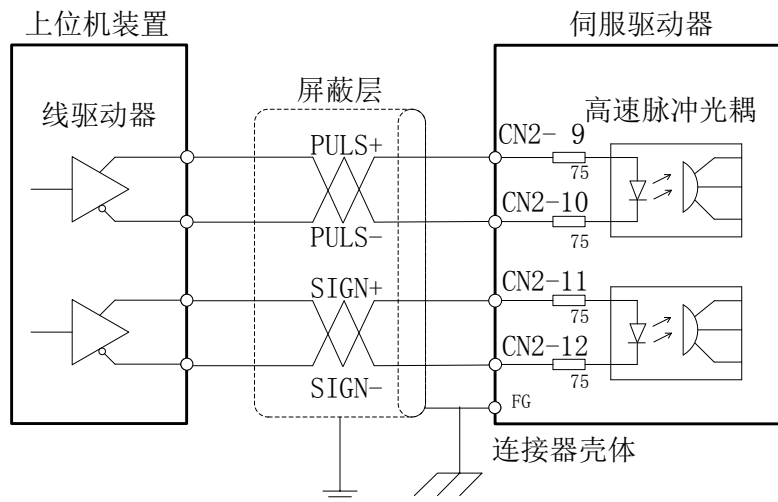 上位机装置
伺服驱动器
屏蔽层
线驱动器
高速脉冲光耦
PULS+
CN2- 9
75
CN2-10
PULS-
75
SIGN+
CN2-11
75
CN2-12
SIGN-
75
FG
连接器壳体